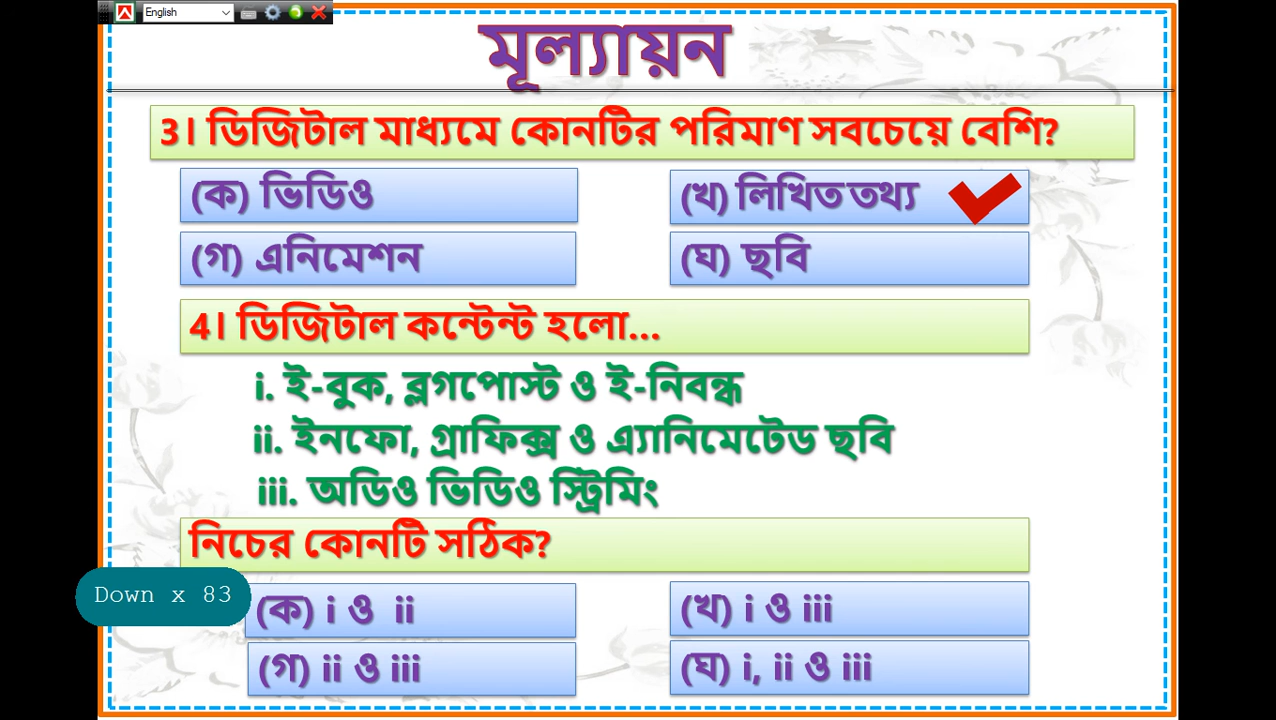 English
মূল্যায়ন
3। ডিজিটাল মাধ্যমে কোনটির পরিমাণ সবচেয়ে বেশি?
(ক) ভিডিও
(খ) লিখিত তথ্য
(গ) এনিমেশন
(ঘ) ছবি
4। ডিজিটাল কন্টেন্ট হলো...
i. ই-বুক, ব্লগপোস্ট ও ই-নিবন্ধ
ii. ইনফো, গ্রাফিক্স ও এ্যানিমেটেড ছবি
iii. অডিও ভিডিও স্ট্রিমিং
নিচের কোনটি সঠিক?
Down x 83
(ক) i ও ii
(খ) i ও iii
(গ) ii ও iii
(ঘ) i, ii ও iii